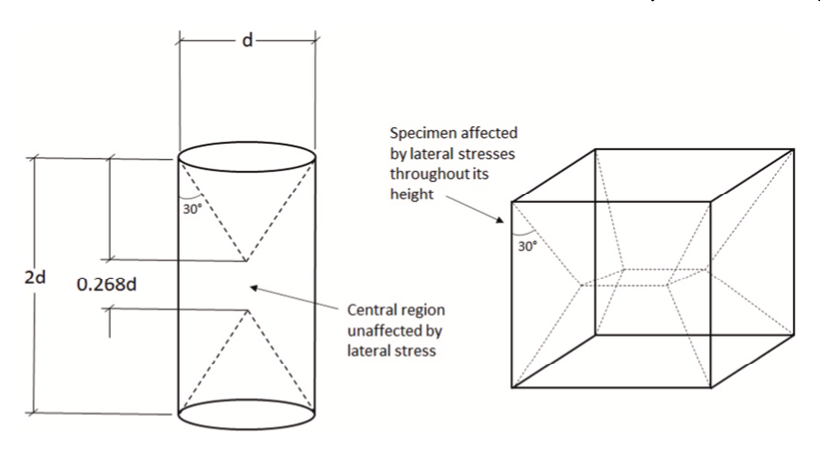 d
Specimen affected
by lateral stresses
throughout its
height
30°
30°
2d
0.268d
Central region
unaffected by
lateral stress